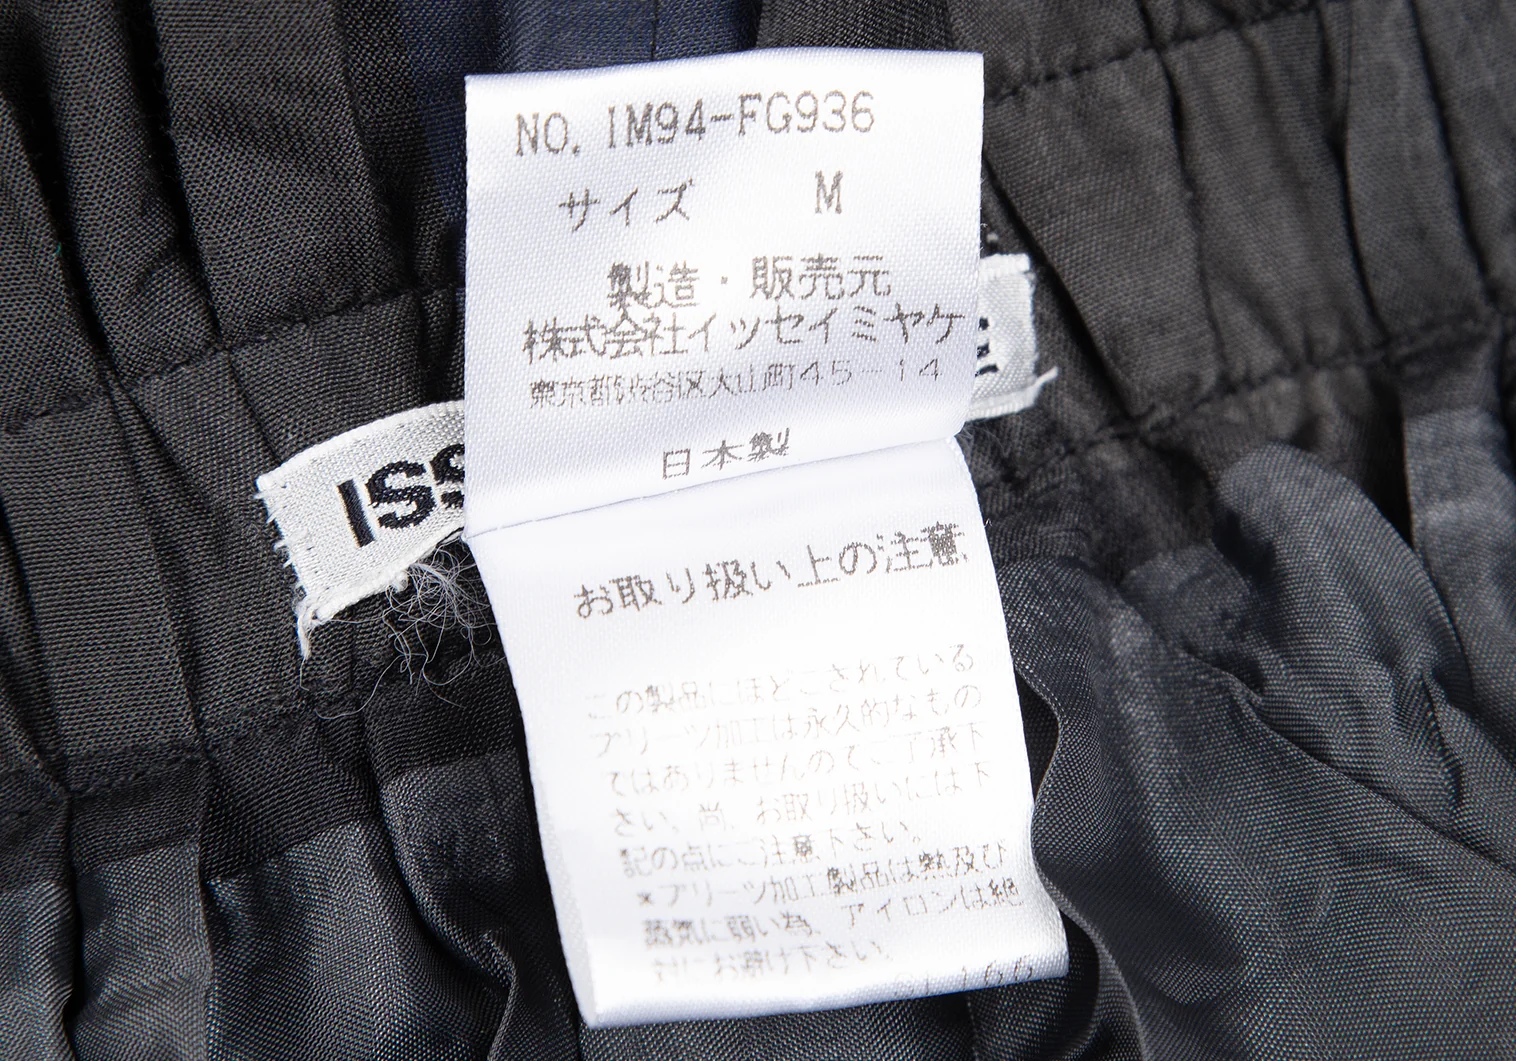 NO. IM94-FG936
サイズ M
製造・販売元
株式会社イッセイミヤケ
東京都渋谷区大山町45-14
日本製
ISS
お取り扱い上の注意
この製品にほどこされている
プリーツ加工は永久的なもの
ではありませんのでご了承下
さい。尚、お取り扱いには下
記の点にご注意下さい。
*プリーツ加工製品は熱及び
蒸気に弱い為、アイロンは絶
対にお避け下さい。